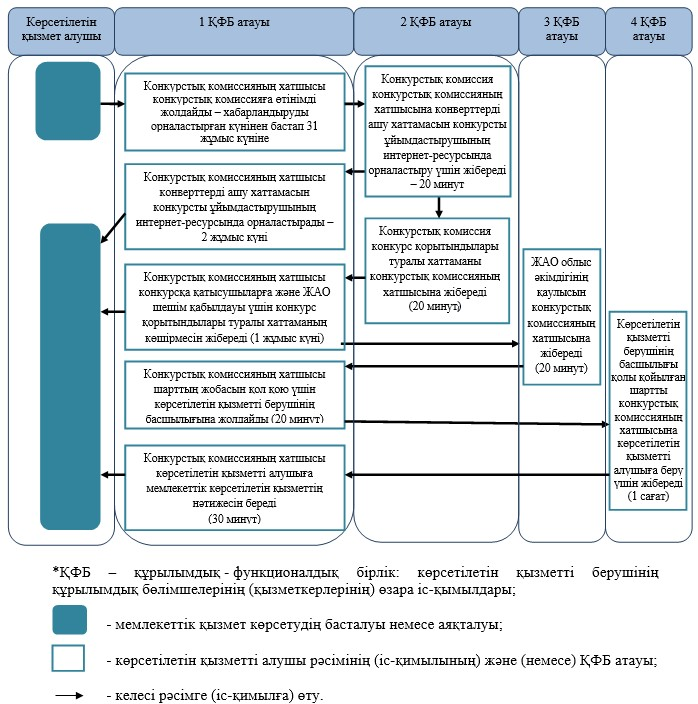 Көрсетілетін
қызмет алушы
1 ҚФБ атауы
2 ҚФБ атауы
3 ҚФБ
атауы
4 ҚФБ
атауы
Конкурстық комиссияның хатшысы
конкурстық комиссияға өтінімді
жолдайды – хабарландыруды
орналастырған күнінен бастап 31
жұмыс күніне
Конкурстық комиссия
конкурстық комиссияның
хатшысына конверттерді
ашу хаттамасын конкурсты
ұйымдастырушының
интернет-ресурсында
орналастыру үшін жібереді
– 20 минут
Конкурстық комиссияның хатшысы
конверттерді ашу хаттамасын
конкурсты ұйымдастырушының
интернет-ресурсында орналастырады –
2 жұмыс күні
Конкурстық комиссия
конкурс қорытындылары
туралы хаттаманы
конкурстық комиссияның
хатшысына жібереді
(20 минут)
Конкурстық комиссияның хатшысы
конкурсқа қатысушыларға және ЖАО
шешім қабылдауы үшін конкурс
қорытындылары туралы хаттаманың
көшірмесін жібереді (1 жұмыс күні)
ЖАО облыс
әкімдігінің
қаулысын
конкурстық
комиссияның
хатшысына
жібереді
(20 минут)
Конкурстық комиссияның хатшысы
шарттың жобасын қол қою үшін
көрсетілетін қызметті берушінің
басшылығына жолдайды (20 минут)
Көрсетілетін
қызметті
берушінің
басшылығы
қолы қойылған
шартты
конкурстық
комиссияның
хатшысына
көрсетілетін
қызметті
алушыға беру
үшін жібереді
(1 сағат)
Конкурстық комиссияның хатшысы
көрсетілетін қызметті алушыға
мемлекеттік көрсетілетін қызметтің
нәтижесін береді
(30 минут)
*ҚФБ – құрылымдық - функционалдық бірлік: көрсетілетін қызметті берушінің
құрылымдық бөлімшелерінің (қызметкерлерінің) өзара іс-қимылдары;
- мемлекеттік қызмет көрсетудің басталуы немесе аяқталуы;
- көрсетілетін қызметті алушы рәсімінің (іс-қимылының) және (немесе) ҚФБ атауы;
- келесі рәсімге (іс-қимылға) өту.